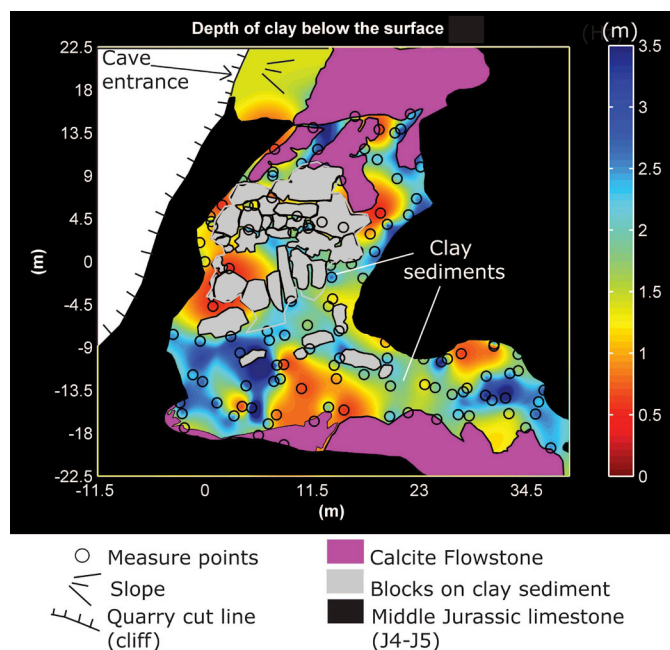 Depth of clay below the surface
(m)
Cave
entrance
22.5
18
13.5
9
4.5
0
-4.5
-9
-13.5
-18
-22.5
(m)
Clay
sediments
3.5
3
2.5
2
1.5
1
0.5
0
-11.5 0 11.5 23 34.5
(m)
Measure points
Slope
Quarry cut line
(cliff)
Calcite Flowstone
Blocks on clay sediment
Middle Jurassic limestone
(J4-J5)